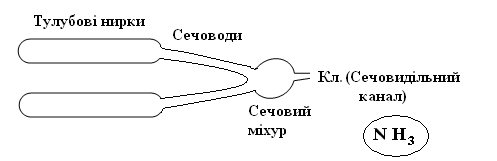 Тулубові нирки
Сечоводи
Кл. (Сечовидільний
канал)
Сечовий
міхур
N H₃